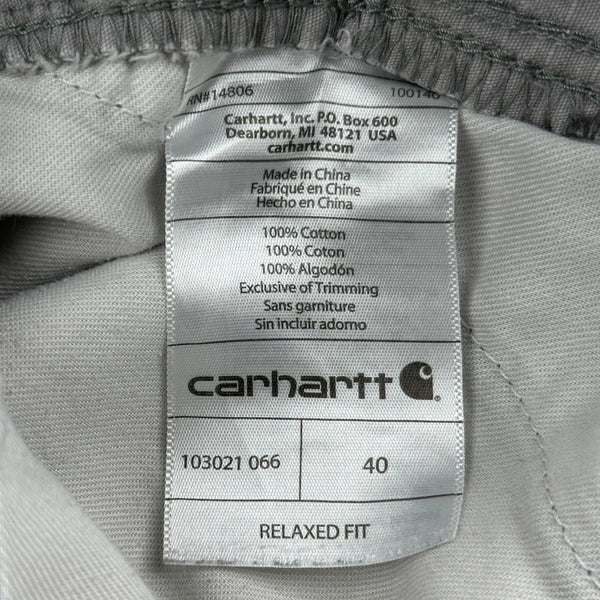 RN#14806 100146
Carhartt, Inc. P.O. Box 600
Dearborn, MI 48121 USA
carhartt.com
Made in China
Fabriqué en Chine
Hecho en China
100% Cotton
100% Coton
100% Algodón
Exclusive of Trimming
Sans garniture
Sin incluir adorno
carhartt
103021 066 40
RELAXED FIT